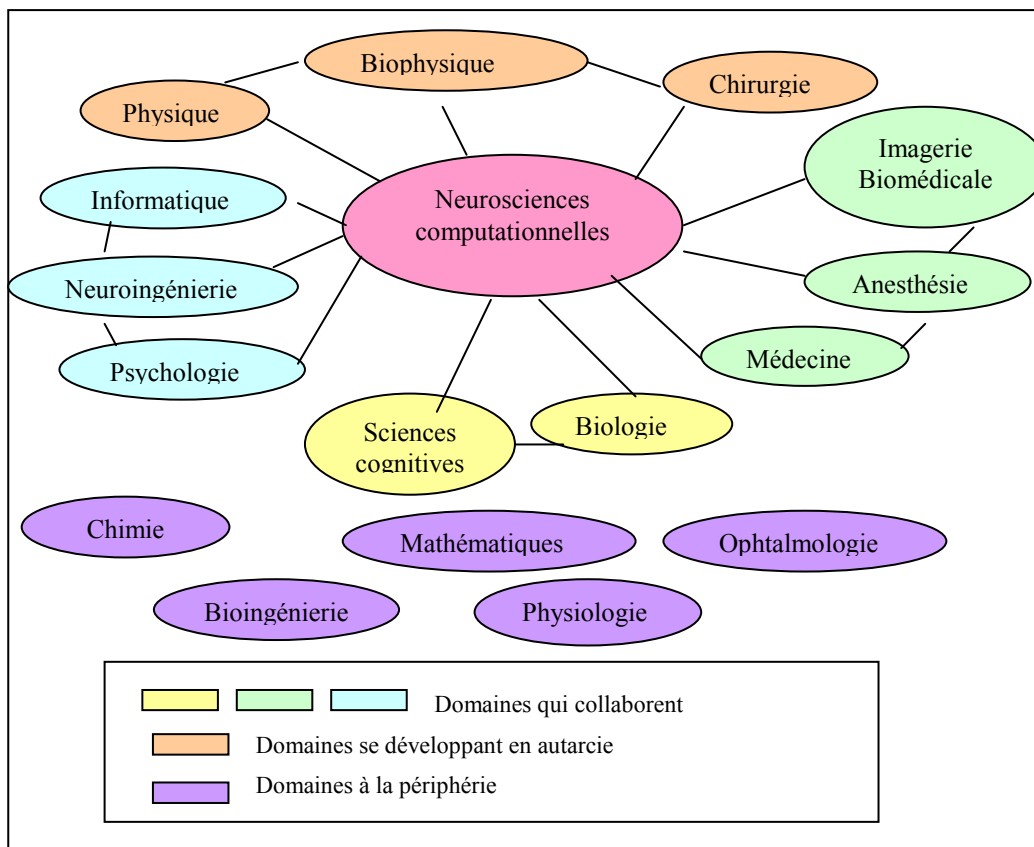 Biophysique
Chirurgie
Physique
Imagerie
Biomédicale
Informatique
Neurosciences
computationnelles
Neuroingénierie
Anesthésie
Psychologie
Médecine
Sciences
cognitives
Biologie
Chimie
Mathématiques
Ophtalmologie
Bioingénierie
Physiologie
Domaines qui collaborent
Domaines se développant en autarcie
Domaines à la périphérie